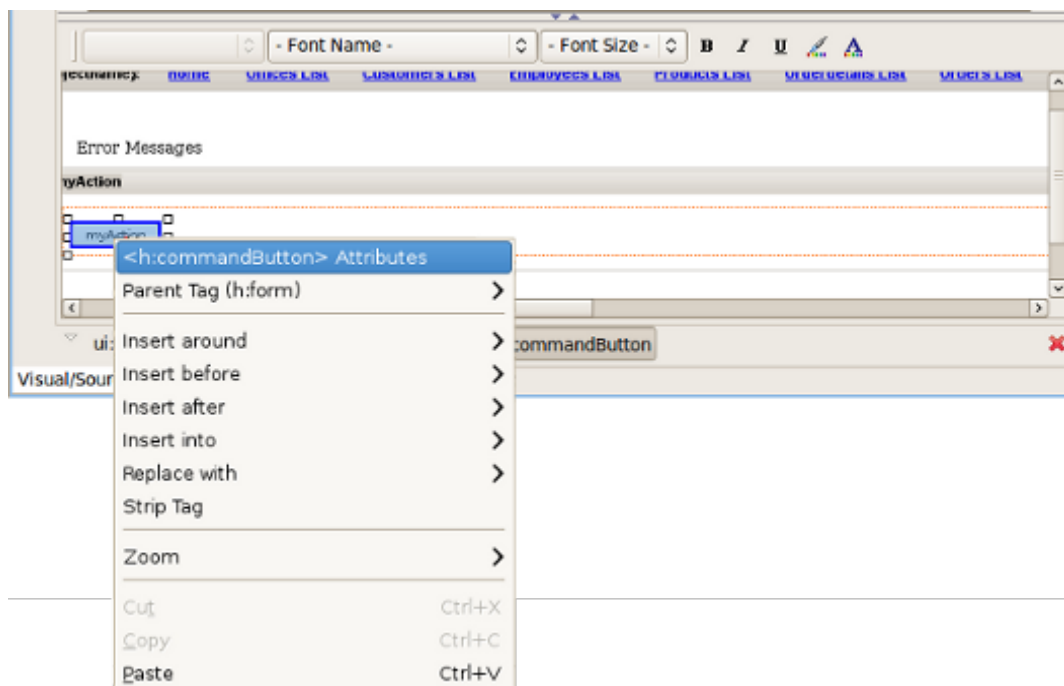 - Font Name - - Font Size - B I U A
home Offices List Customers List Employees List Products List Orderdetails List Orders List
Error Messages
myAction
myAction
<h:commandButton> Attributes
Parent Tag (h:form)
ui: commandButton
Insert around
Visual/Sour
Insert before
Insert after
Insert into
Replace with
Strip Tag
Zoom
Cut Ctrl+X
Copy Ctrl+C
Paste Ctrl+V